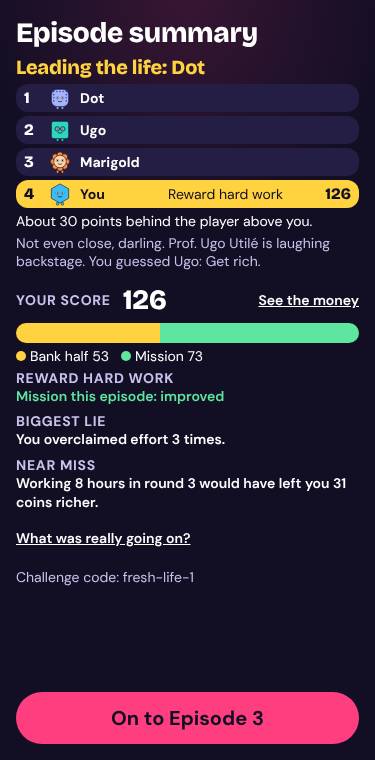 Episode summary
Leading the life: Dot
1 Dot
2 Ugo
3 Marigold
4 You Reward hard work 126
About 30 points behind the player above you.
Not even close, darling. Prof. Ugo Utilé is laughing
backstage. You guessed Ugo: Get rich.
YOUR SCORE 126 See the money
Bank half 53 Mission 73
REWARD HARD WORK
Mission this episode: improved
BIGGEST LIE
You overclaimed effort 3 times.
NEAR MISS
Working 8 hours in round 3 would have left you 31
coins richer.
What was really going on?
Challenge code: fresh-life-1
On to Episode 3